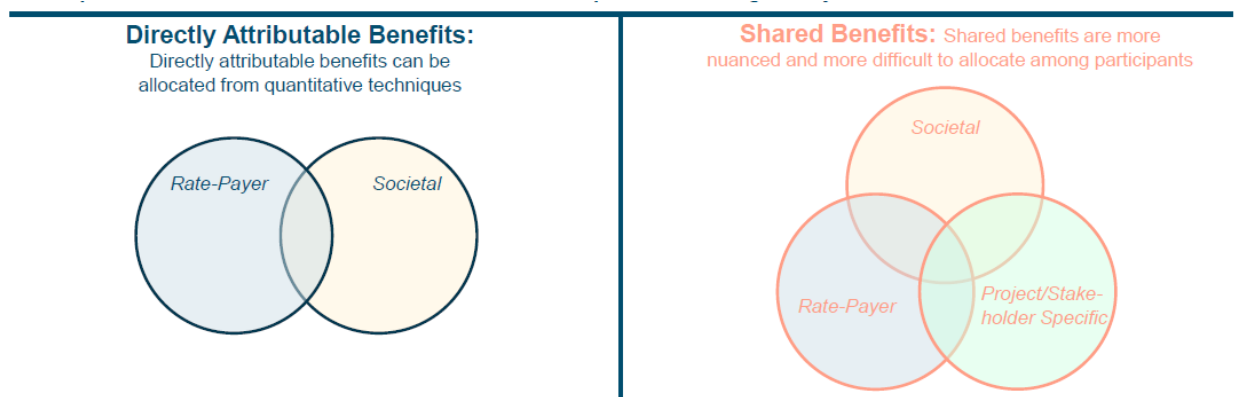 Directly Attributable Benefits:
Directly attributable benefits can be
allocated from quantitative techniques
Rate-Payer
Societal
Shared Benefits: Shared benefits are more
nuanced and more difficult to allocate among participants
Societal
Rate-Payer
Project/Stake-
holder Specific